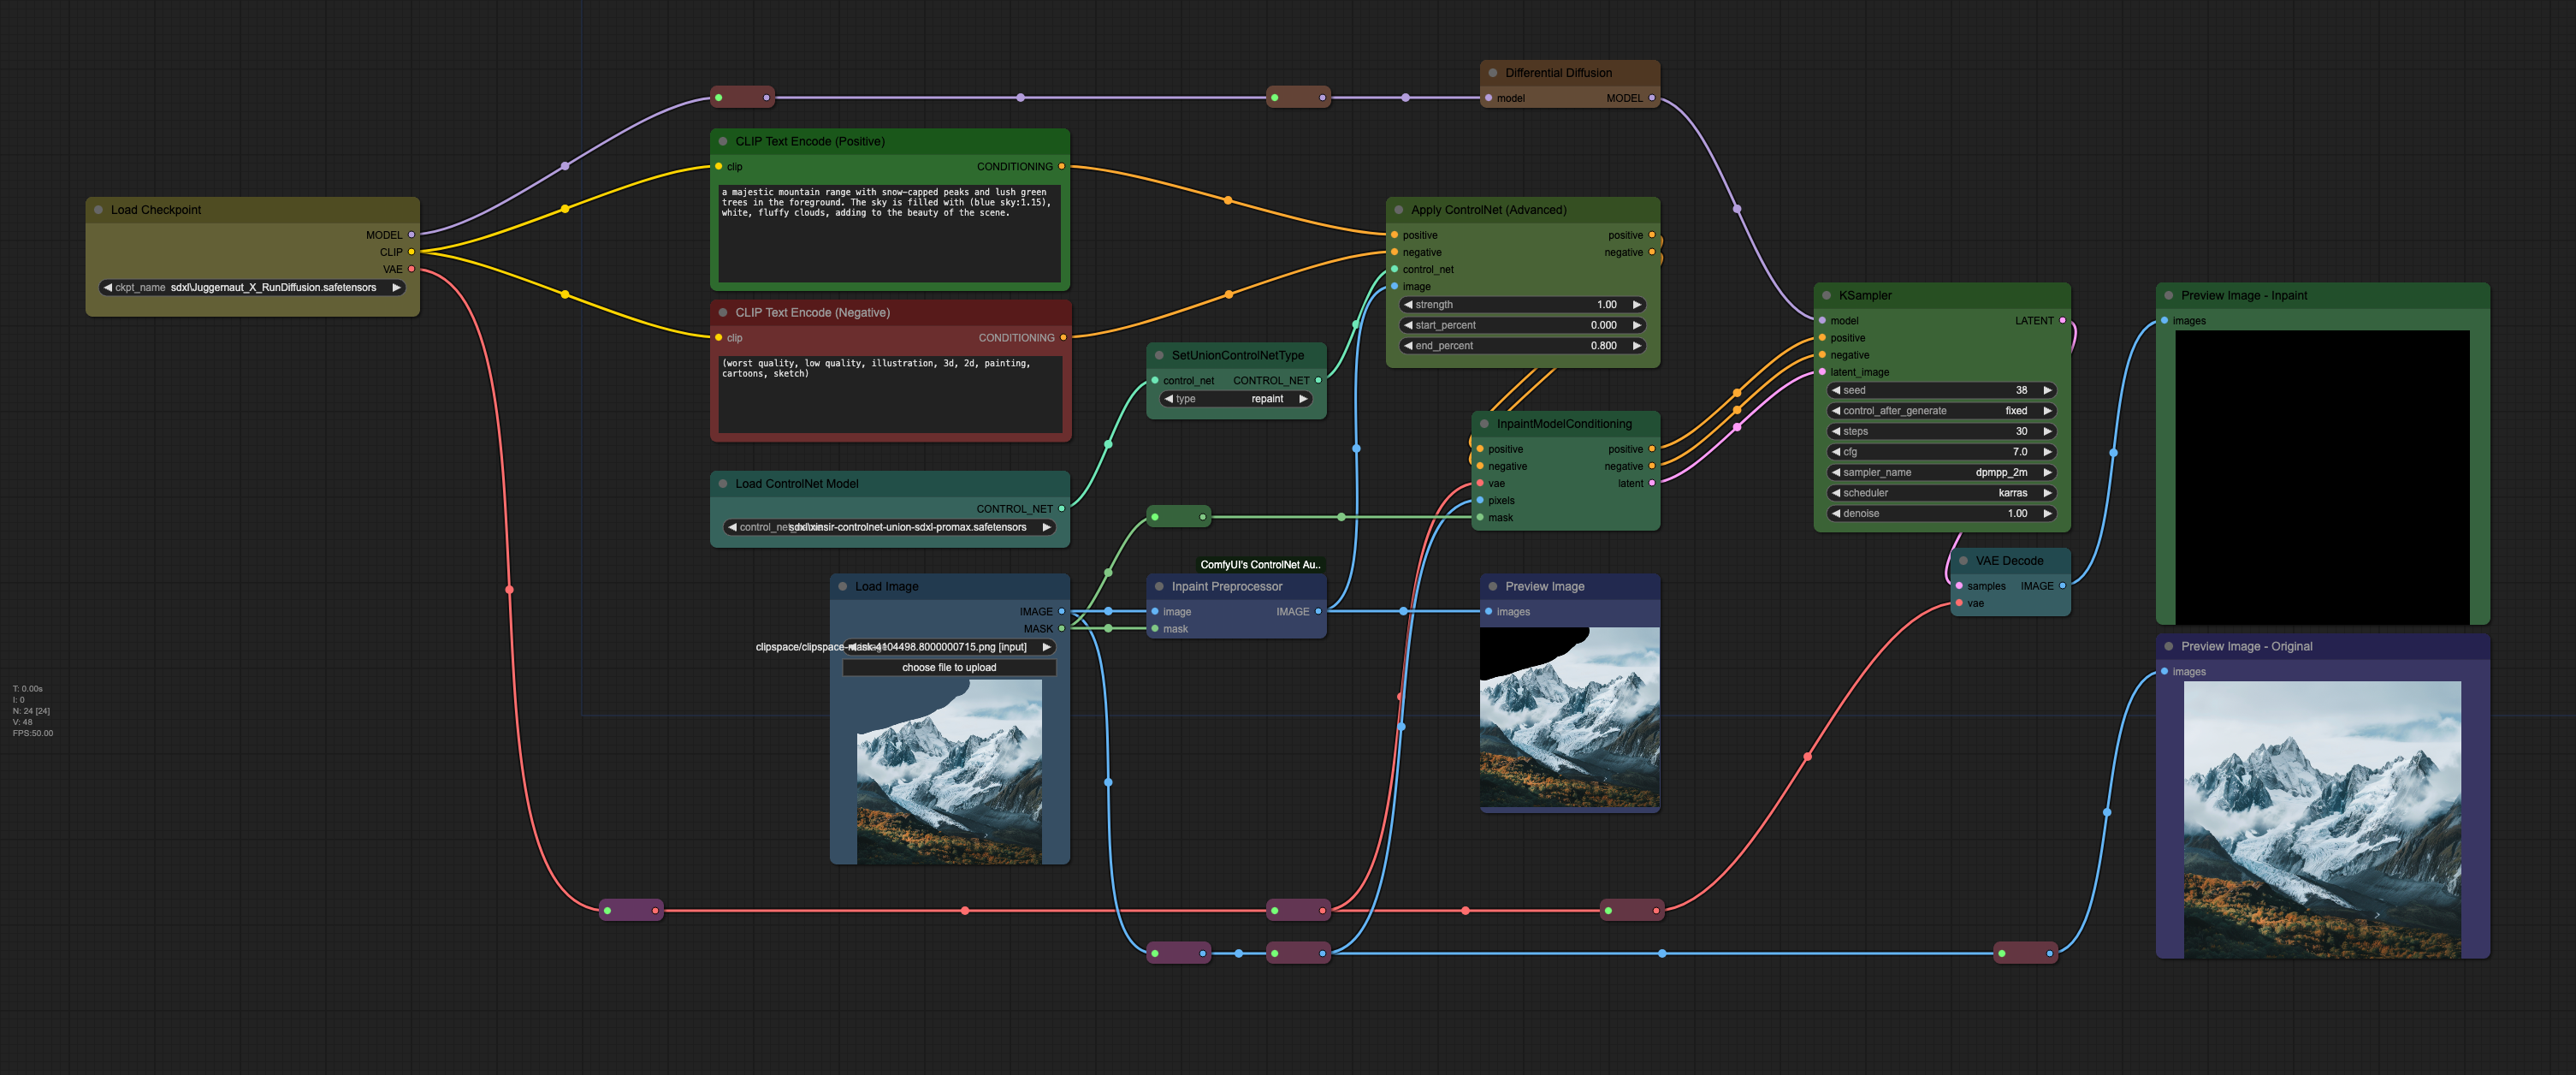 Load Checkpoint
MODEL
CLIP
VAE
ckpt_name sdxl\Juggernaut_X_RunDiffusion.safetensors
CLIP Text Encode (Positive)
clip CONDITIONING
a majestic mountain range with snow-capped peaks and lush green
trees in the foreground. The sky is filled with (blue sky:1.15),
white, fluffy clouds, adding to the beauty of the scene.
CLIP Text Encode (Negative)
clip CONDITIONING
(worst quality, low quality, illustration, 3d, 2d, painting,
cartoons, sketch)
Load ControlNet Model
CONTROL_NET
sdxl\xinsir-controlnet-union-sdxl-promax.safetensors
Load Image
IMAGE
MASK
clipspace/clipspace-mask-4104498.8000000715.png [input]
choose file to upload
SetUnionControlNetType
control_net CONTROL_NET
type repaint
ComfyUI's ControlNet Au..
Inpaint Preprocessor
image IMAGE
mask
Differential Diffusion
model MODEL
Apply ControlNet (Advanced)
positive positive
negative negative
control_net
image
strength 1.00
start_percent 0.000
end_percent 0.800
InpaintModelConditioning
positive positive
negative negative
vae latent
pixels
mask
Preview Image
images
KSampler
model LATENT
positive
negative
latent_image
seed 38
control_after_generate fixed
steps 30
cfg 7.0
sampler_name dpmpp_2m
scheduler karras
denoise 1.00
VAE Decode
samples IMAGE
vae
Preview Image - Inpaint
images
Preview Image - Original
images
T: 0.00s
I: 0
N: 24 [24]
V: 48
FPS:50.00